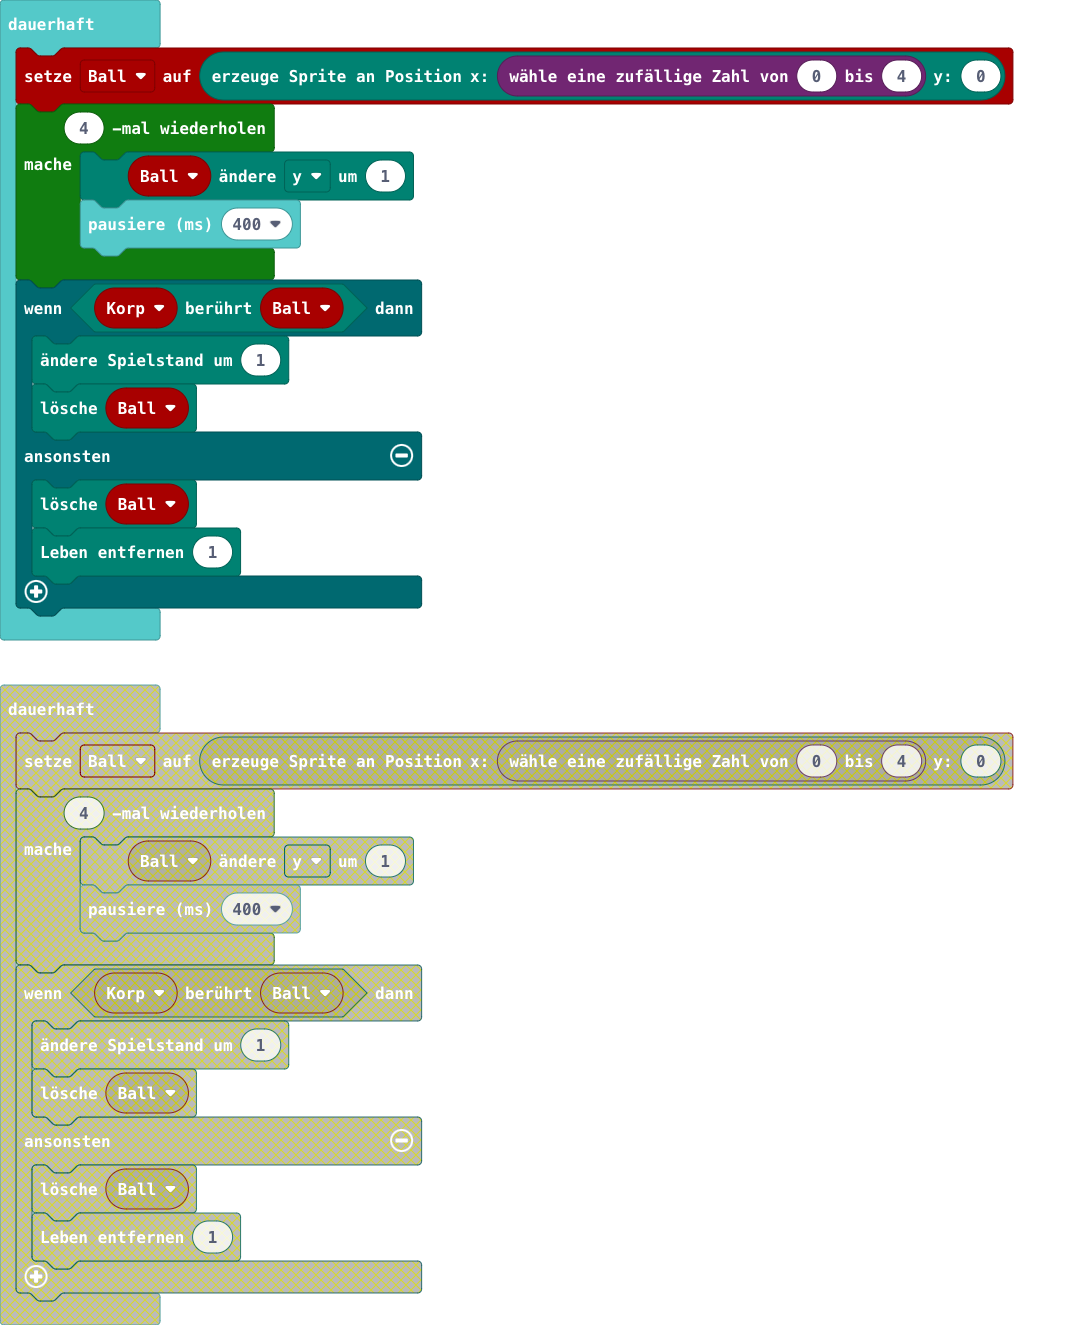 dauerhaft
setze Ball auf erzeuge Sprite an Position x: wähle eine zufällige Zahl von 0 bis 4 y: 0
4 -mal wiederholen
mache
Ball ändere y um 1
pausiere (ms) 400
wenn Korp berührt Ball dann
ändere Spielstand um 1
lösche Ball
ansonsten
lösche Ball
Leben entfernen 1
dauerhaft
setze Ball auf erzeuge Sprite an Position x: wähle eine zufällige Zahl von 0 bis 4 y: 0
4 -mal wiederholen
mache
Ball ändere y um 1
pausiere (ms) 400
wenn Korp berührt Ball dann
ändere Spielstand um 1
lösche Ball
ansonsten
lösche Ball
Leben entfernen 1